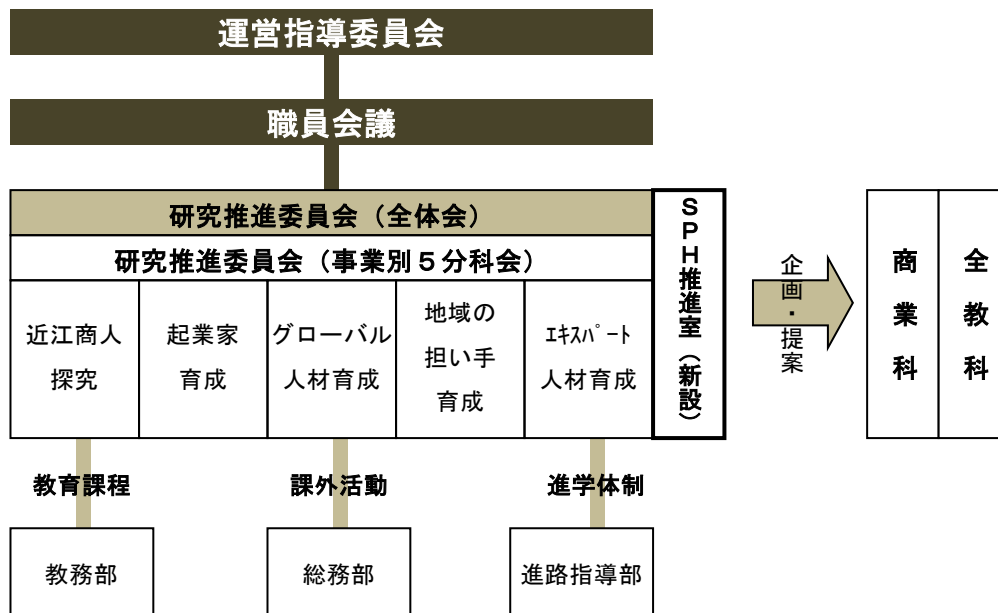 運営指導委員会
職員会議
研究推進委員会（全体会）
研究推進委員会（事業別５分科会）
近江商人
探究
起業家
育成
グローバル
人材育成
地域の
担い手
育成
ｴｷｽﾊﾟｰﾄ
人材育成
ＳＰＨ推進室（新設）
企画・提案
商業科
全教科
教育課程
課外活動
進学体制
教務部
総務部
進路指導部